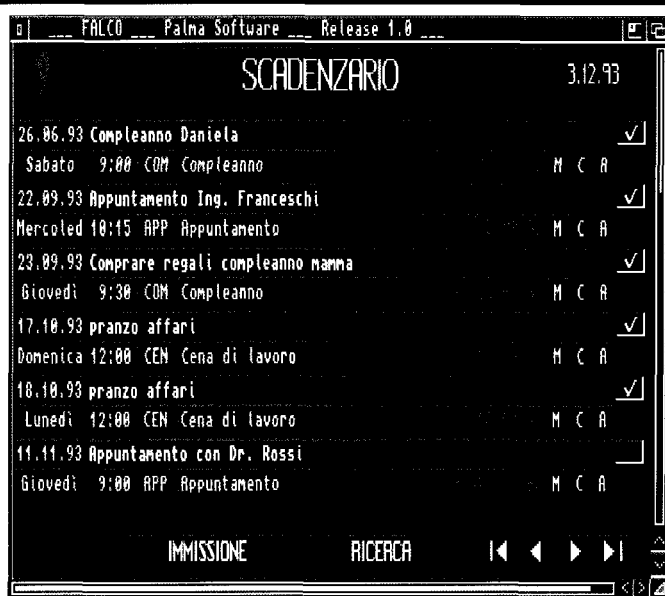 ___ FALCO ___ Palma Software ___ Release 1.0 ___
SCADENZARIO 3.12.93
26.06.93 Compleanno Daniela √
Sabato 9:00 COM Compleanno M C A
22.09.93 Appuntamento Ing. Franceschi √
Mercoled 10:15 APP Appuntamento M C A
23.09.93 Comprare regali compleanno mamma √
Giovedì 9:30 COM Compleanno M C A
17.10.93 pranzo affari √
Domenica 12:00 CEN Cena di lavoro M C A
18.10.93 pranzo affari √
Lunedì 12:00 CEN Cena di lavoro M C A
11.11.93 Appuntamento con Dr. Rossi
Giovedì 9:00 APP Appuntamento M C A
IMMISSIONE RICERCA